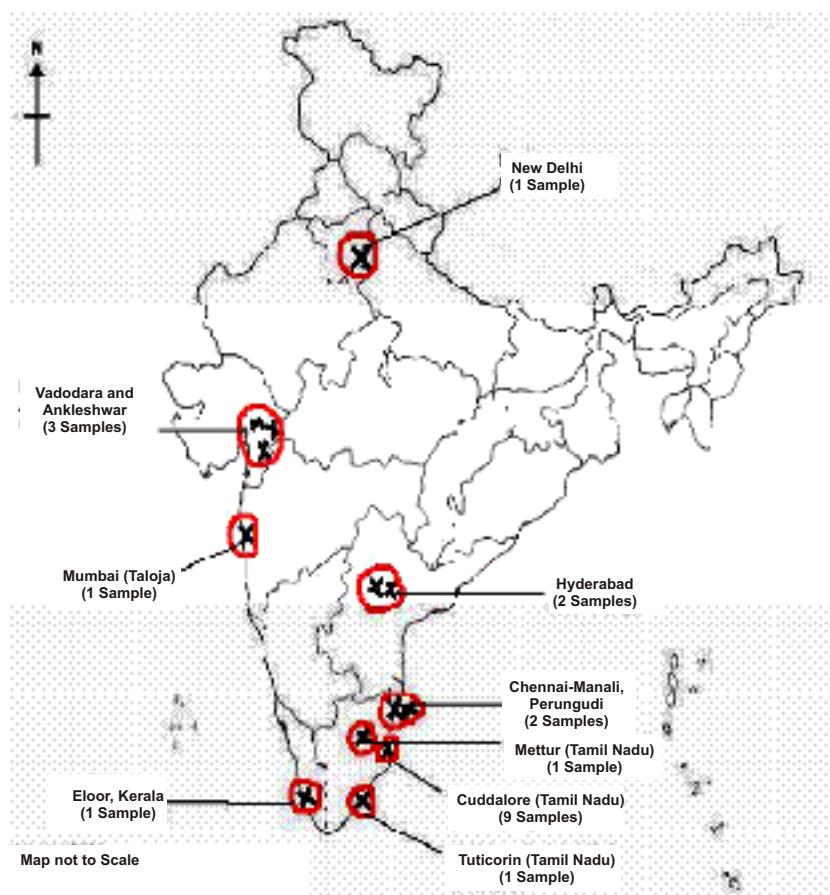 N
New Delhi
(1 Sample)
Vadodara and
Ankleshwar
(3 Samples)
Mumbai (Taloja)
(1 Sample)
Hyderabad
(2 Samples)
Chennai-Manali,
Perungudi
(2 Samples)
Mettur (Tamil Nadu)
(1 Sample)
Eloor, Kerala
(1 Sample)
Cuddalore (Tamil Nadu)
(9 Samples)
Tuticorin (Tamil Nadu)
(1 Sample)
Map not to Scale